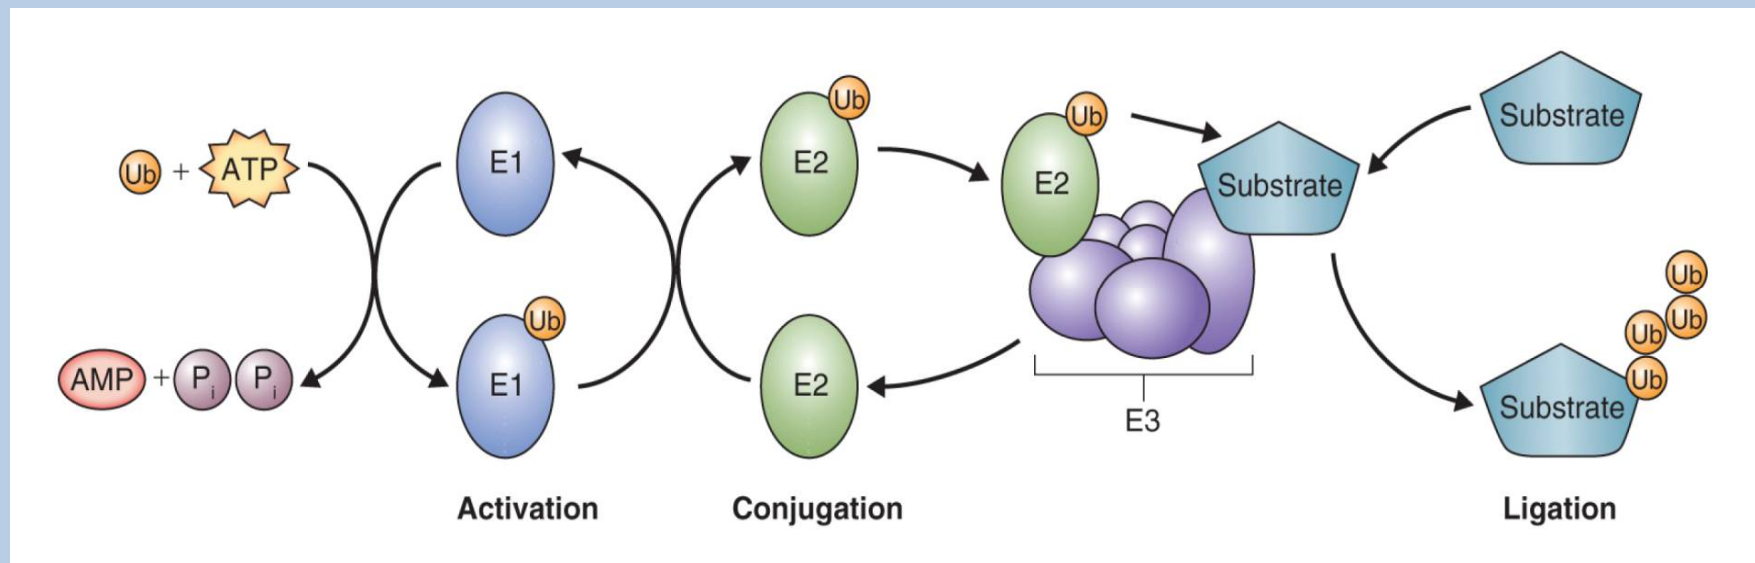 Ub + ATP
E1
E2
Ub
E2
Ub
Substrate
Substrate
AMP + Pi Pi
E1
Ub
E2
E3
Substrate
Ub
Ub
Ub
Ub
Activation
Conjugation
Ligation